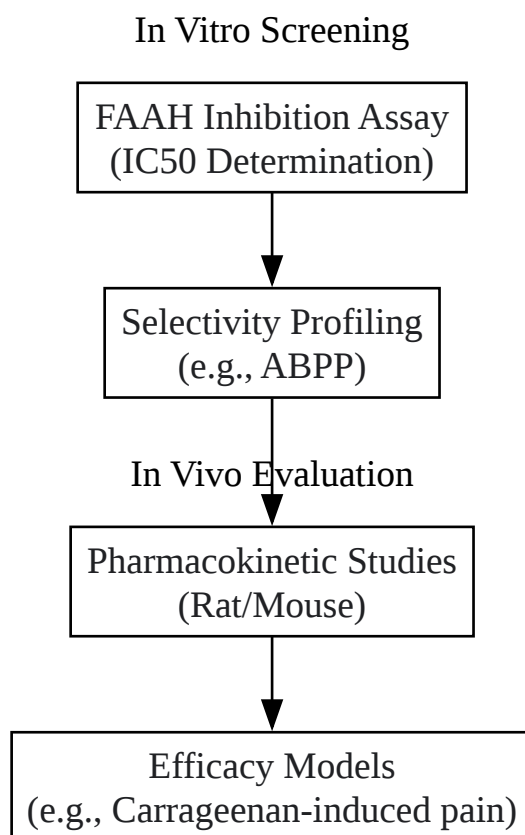 In Vitro Screening
FAAH Inhibition Assay
(IC50 Determination)
Selectivity Profiling
(e.g., ABPP)
In Vivo Evaluation
Pharmacokinetic Studies
(Rat/Mouse)
Efficacy Models
(e.g., Carrageenan-induced pain)